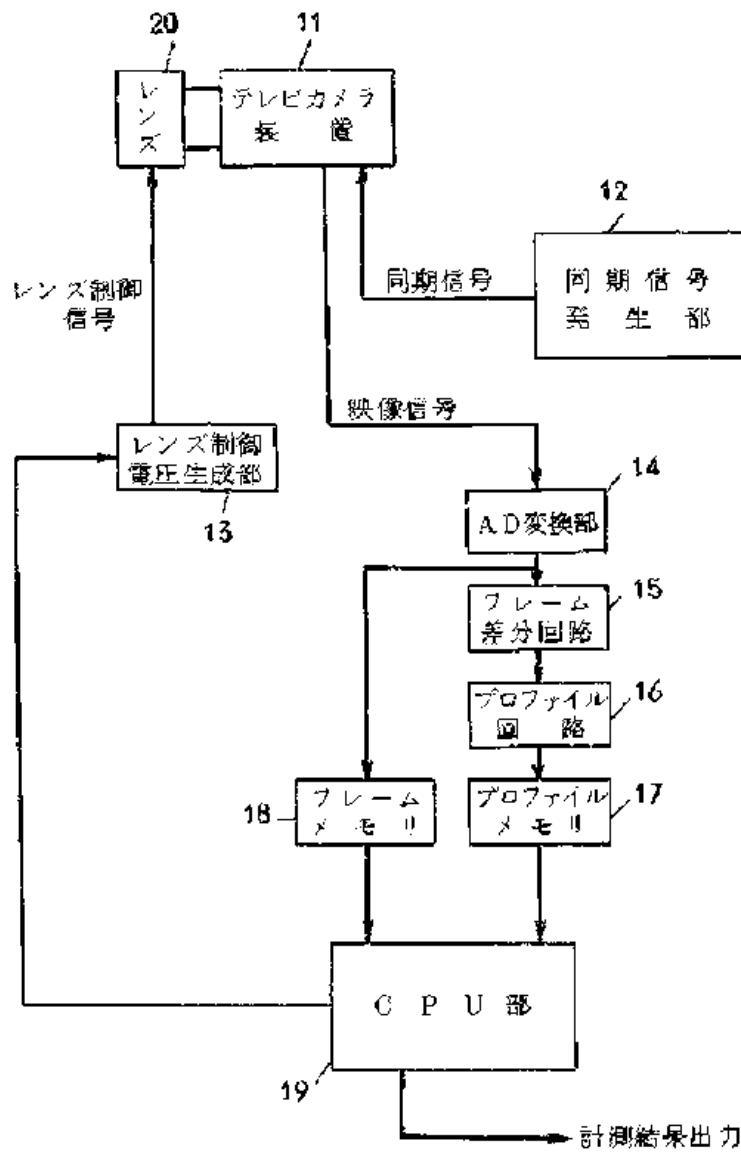 20
11
レンズ
テレビカメラ
装置
12
同期信号
同期信号
発生部
レンズ制御
信号
映像信号
レンズ制御
電圧生成部
13
14
AD変換部
15
フレーム
差分回路
16
プロファイル
回路
18
フレーム
メモリ
17
プロファイル
メモリ
CPU部
19
計測結果出力